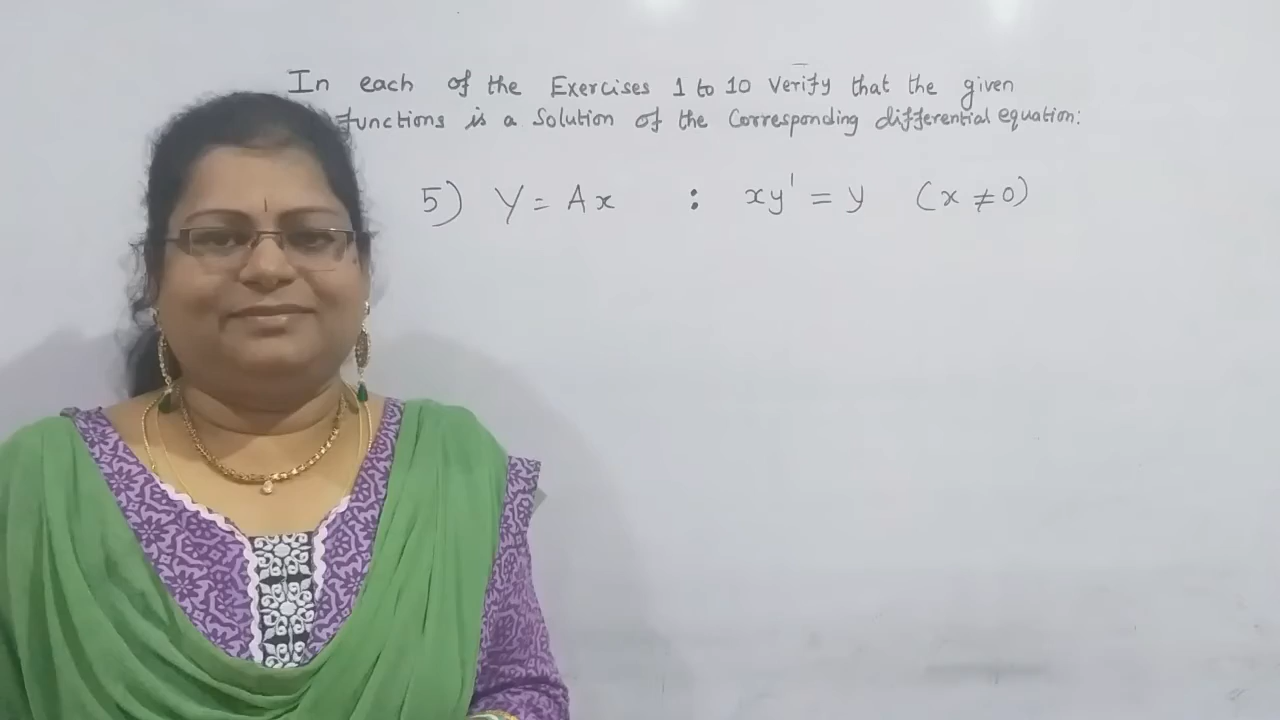 In each of the Exercises 1 to 10 Verify that the given
functions is a Solution of the Corresponding differential equation:
5) Y = Ax : xy' = y (x ≠ 0)